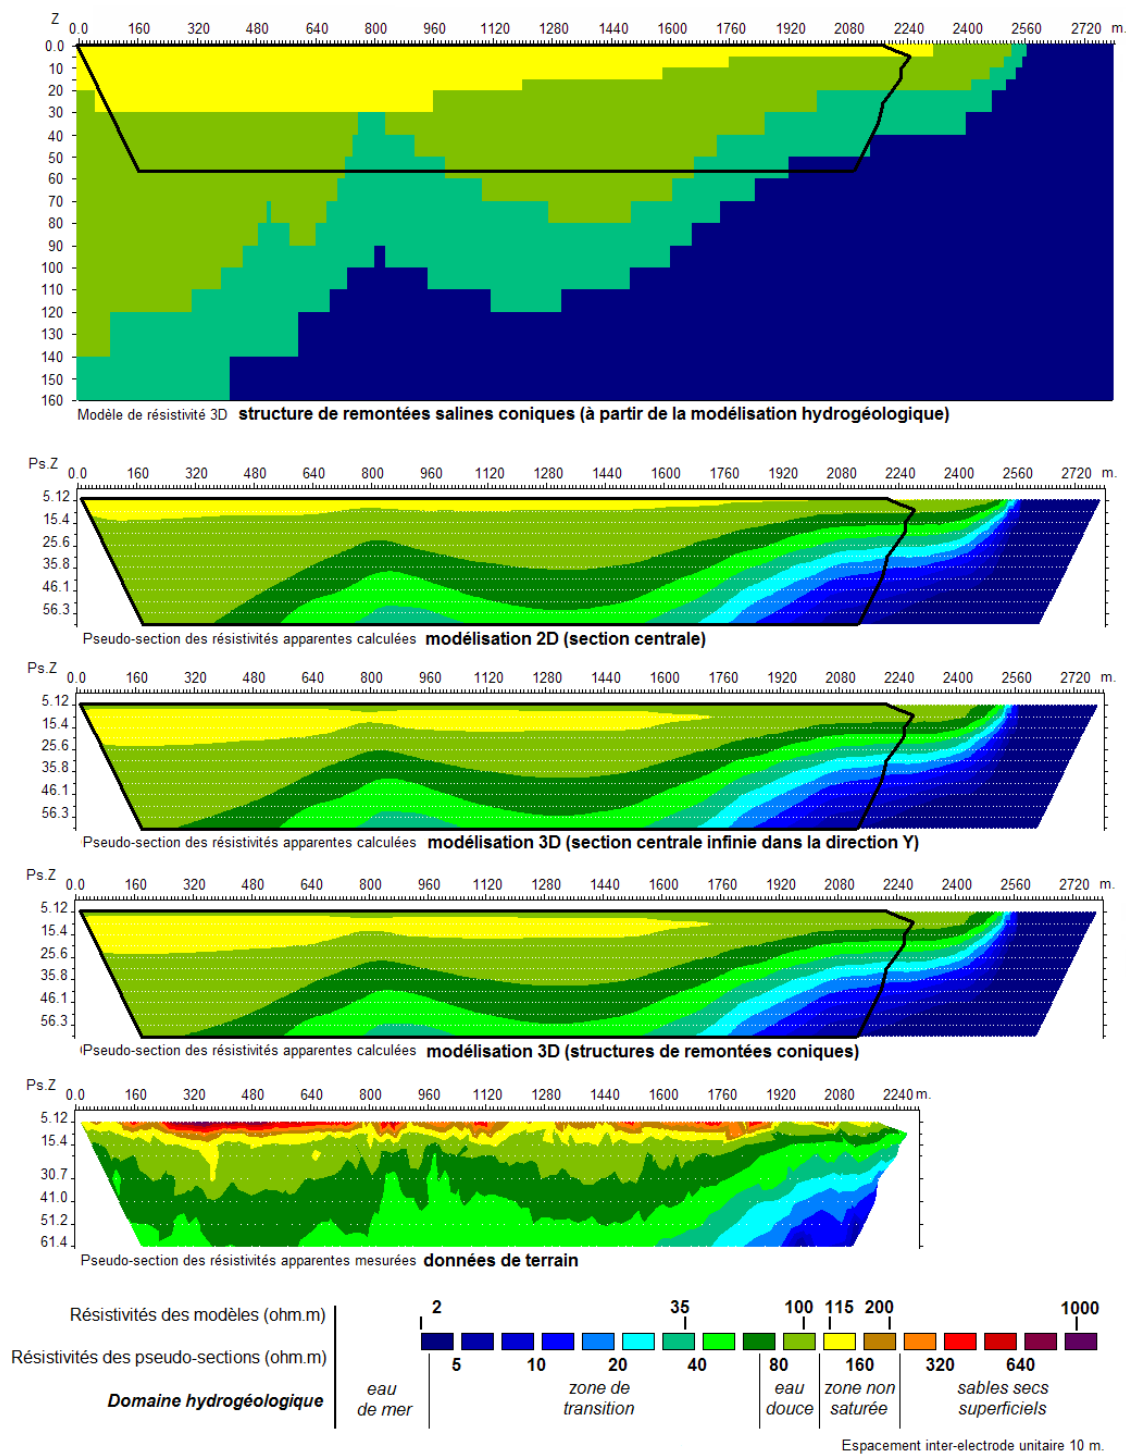 Z
0.0 160 320 480 640 800 960 1120 1280 1440 1600 1760 1920 2080 2240 2400 2560 2720 m.
0.0
10
20
30
40
50
60
70
80
90
100
110
120
130
140
150
160
Modèle de résistivité 3D structure de remontées salines coniques (à partir de la modélisation hydrogéologique)
Ps.Z
0.0 160 320 480 640 800 960 1120 1280 1440 1600 1760 1920 2080 2240 2400 2560 2720 m.
5.12
15.4
25.6
35.8
46.1
56.3
Pseudo-section des résistivités apparentes calculées modélisation 2D (section centrale)
Ps.Z
0.0 160 320 480 640 800 960 1120 1280 1440 1600 1760 1920 2080 2240 2400 2560 2720 m.
5.12
15.4
25.6
35.8
46.1
56.3
Pseudo-section des résistivités apparentes calculées modélisation 3D (section centrale infinie dans la direction Y)
Ps.Z
0.0 160 320 480 640 800 960 1120 1280 1440 1600 1760 1920 2080 2240 2400 2560 2720 m.
5.12
15.4
25.6
35.8
46.1
56.3
Pseudo-section des résistivités apparentes calculées modélisation 3D (structures de remontées coniques)
Ps.Z
0.0 160 320 480 640 800 960 1120 1280 1440 1600 1760 1920 2080 2240 m.
5.12
15.4
30.7
41.0
51.2
61.4
Pseudo-section des résistivités apparentes mesurées données de terrain
Résistivités des modèles (ohm.m) 2 35 100 115 200 1000
Résistivités des pseudo-sections (ohm.m) 5 10 20 40 80 160 320 640
Domaine hydrogéologique
eau de mer
zone de transition
eau douce
zone non saturée
sables secs superficiels
Espacement inter-electrode unitaire 10 m.